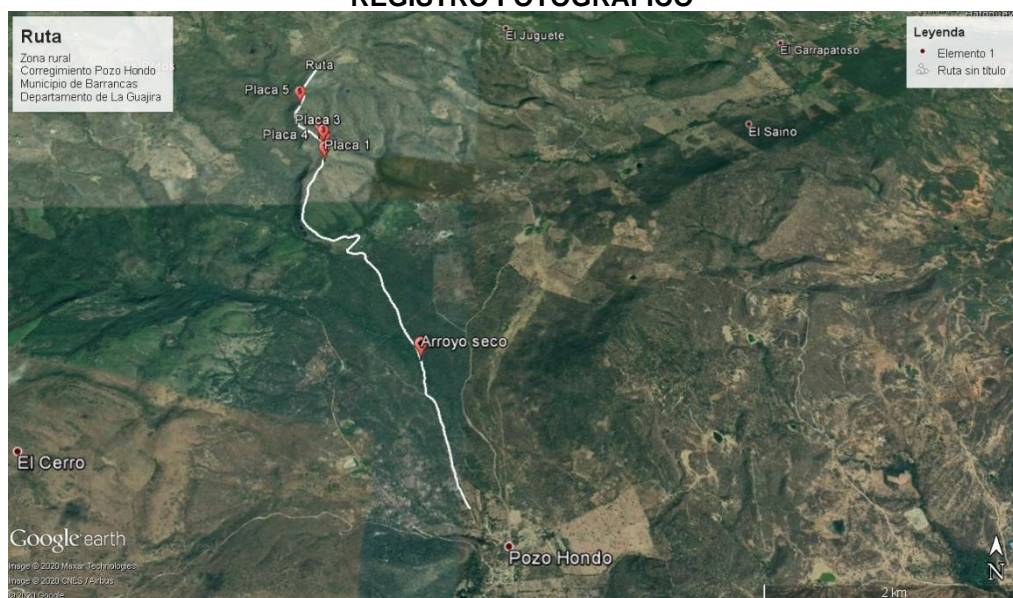 REGISTRO FOTOGRÁFICO
Ruta
Zona rural
Corregimiento Pozo Hondo
Municipio de Barrancas
Departamento de La Guajira
Leyenda
Elemento 1
Ruta sin título
El Juguete
El Garrapatoso
Ruta
Placa 5
Placa 3
Placa 4
Placa 1
El Saino
Arroyo seco
El Cerro
Pozo Hondo
Google earth
Image © 2020 Maxar Technologies
Image © 2020 CNES / Airbus
© 2020 Google
2 km
N